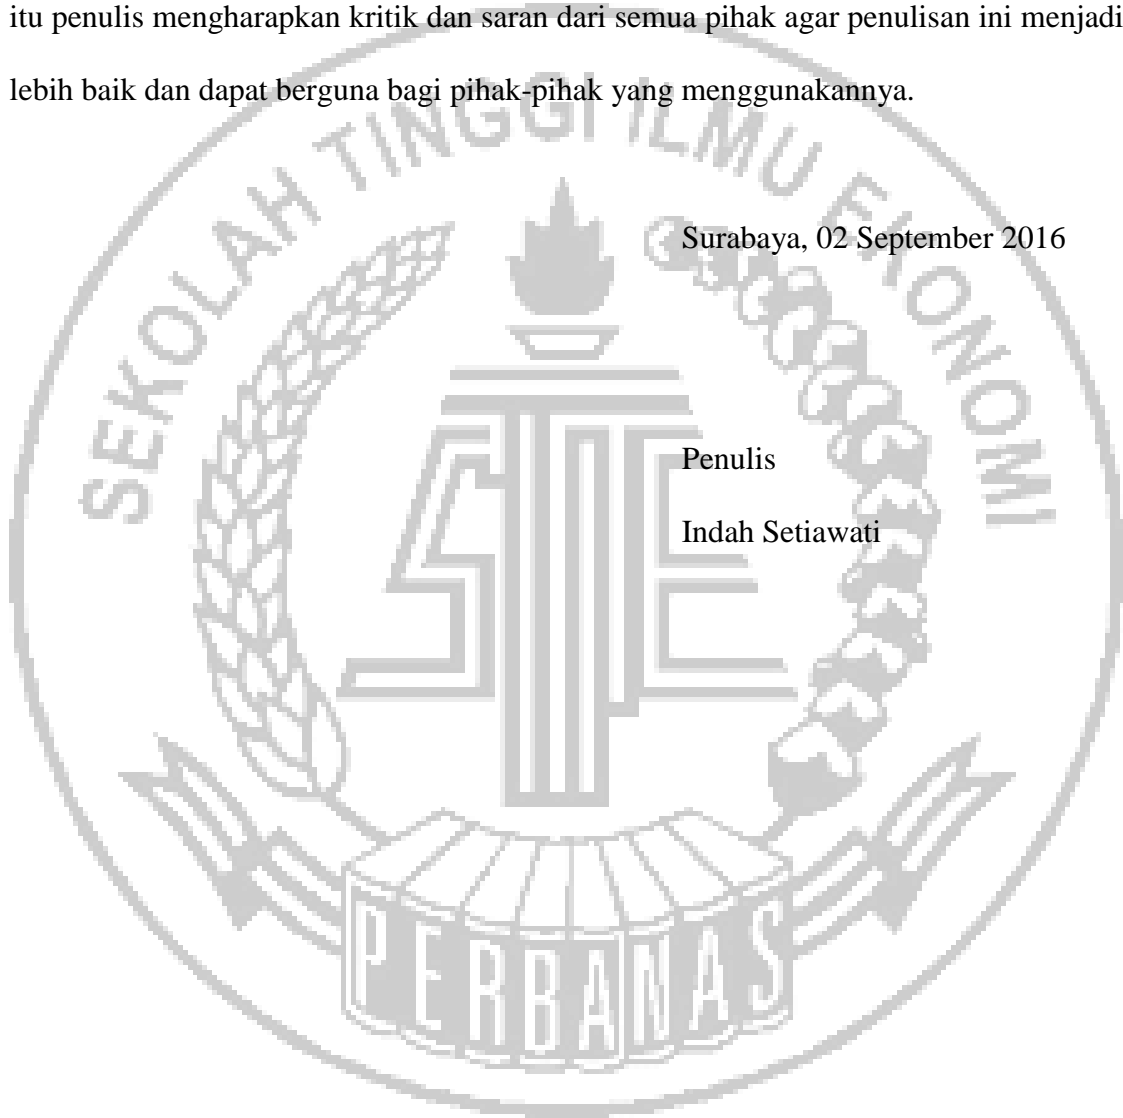 itu penulis mengharapkan kritik dan saran dari semua pihak agar penulisan ini menjadi
lebih baik dan dapat berguna bagi pihak-pihak yang menggunakannya.
SEKOLAH TINGGI ILMU EKONOMI
Surabaya, 02 September 2016
Penulis
Indah Setiawati
STIE
PERBANAS